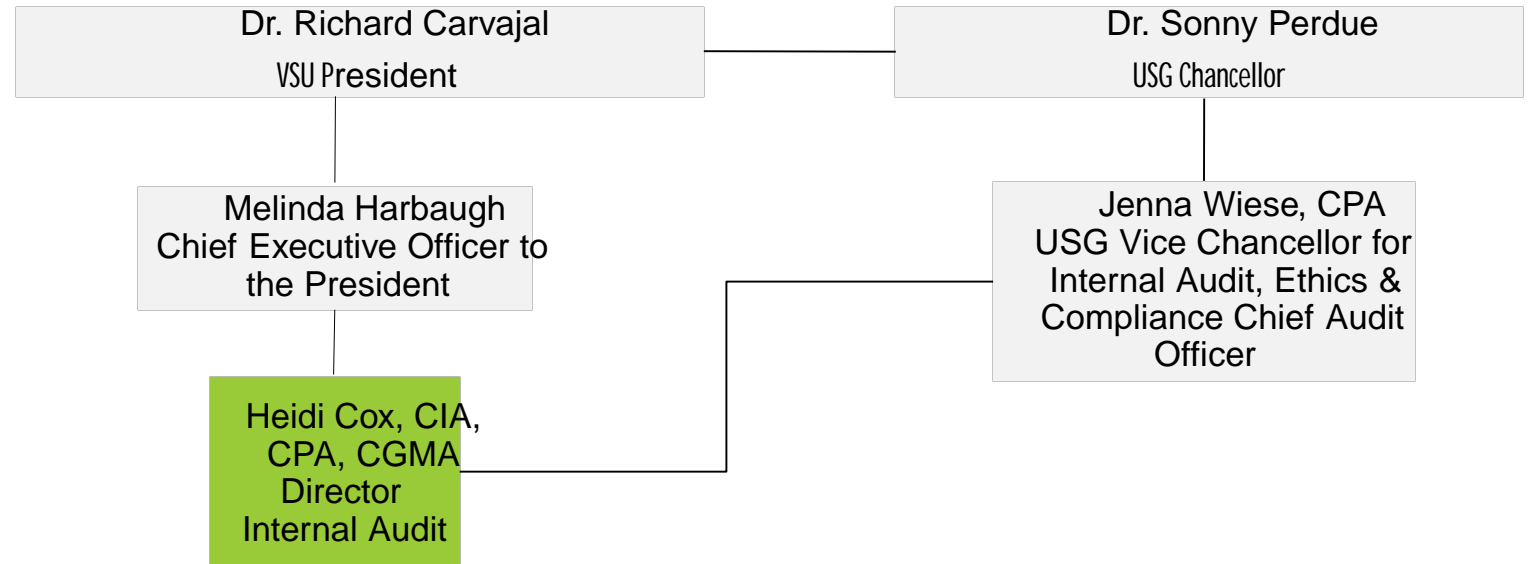 Dr. Richard Carvajal
VSU President
Dr. Sonny Perdue
USG Chancellor
Melinda Harbaugh
Chief Executive Officer to
the President
Jenna Wiese, CPA
USG Vice Chancellor for
Internal Audit, Ethics &
Compliance Chief Audit
Officer
Heidi Cox, CIA,
CPA, CGMA
Director
Internal Audit